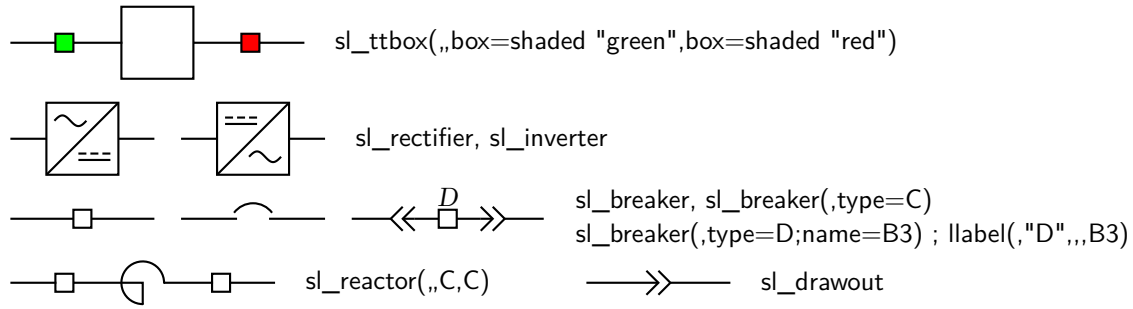 sl_ttbox(,,box=shaded "green",box=shaded "red")
sl_rectifier, sl_inverter
D
sl_breaker, sl_breaker(,type=C)
sl_breaker(,type=D;name=B3) ; llabel(,"D",,,B3)
sl_reactor(,,C,C)
sl_drawout